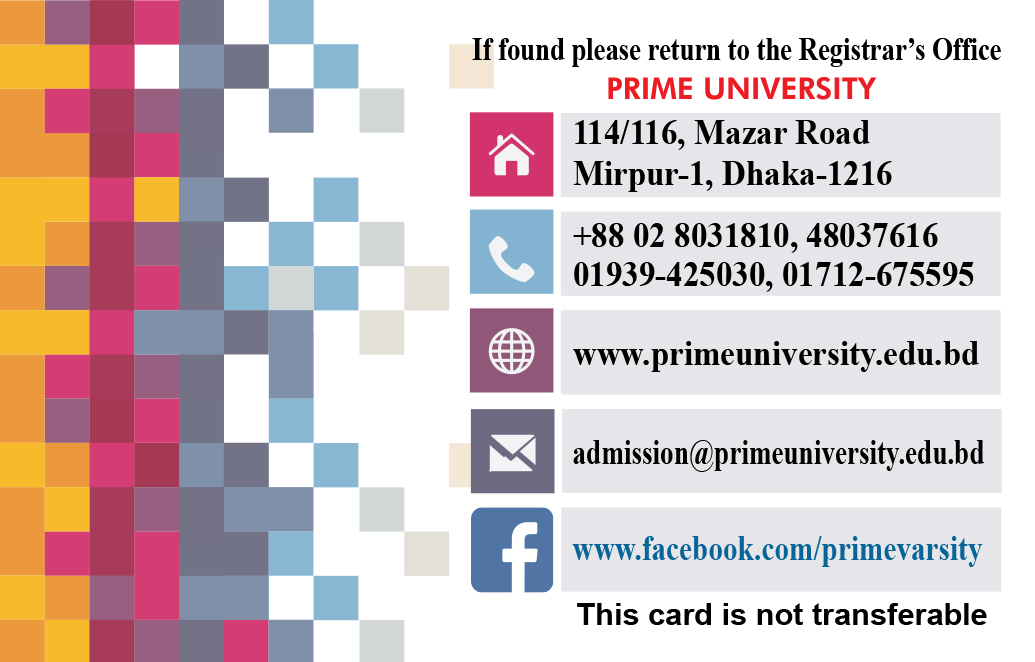 If found please return to the Registrar’s Office
PRIME UNIVERSITY
114/116, Mazar Road
Mirpur-1, Dhaka-1216
+88 02 8031810, 48037616
01939-425030, 01712-675595
www.primeuniversity.edu.bd
admission@primeuniversity.edu.bd
www.facebook.com/primevarsity
This card is not transferable